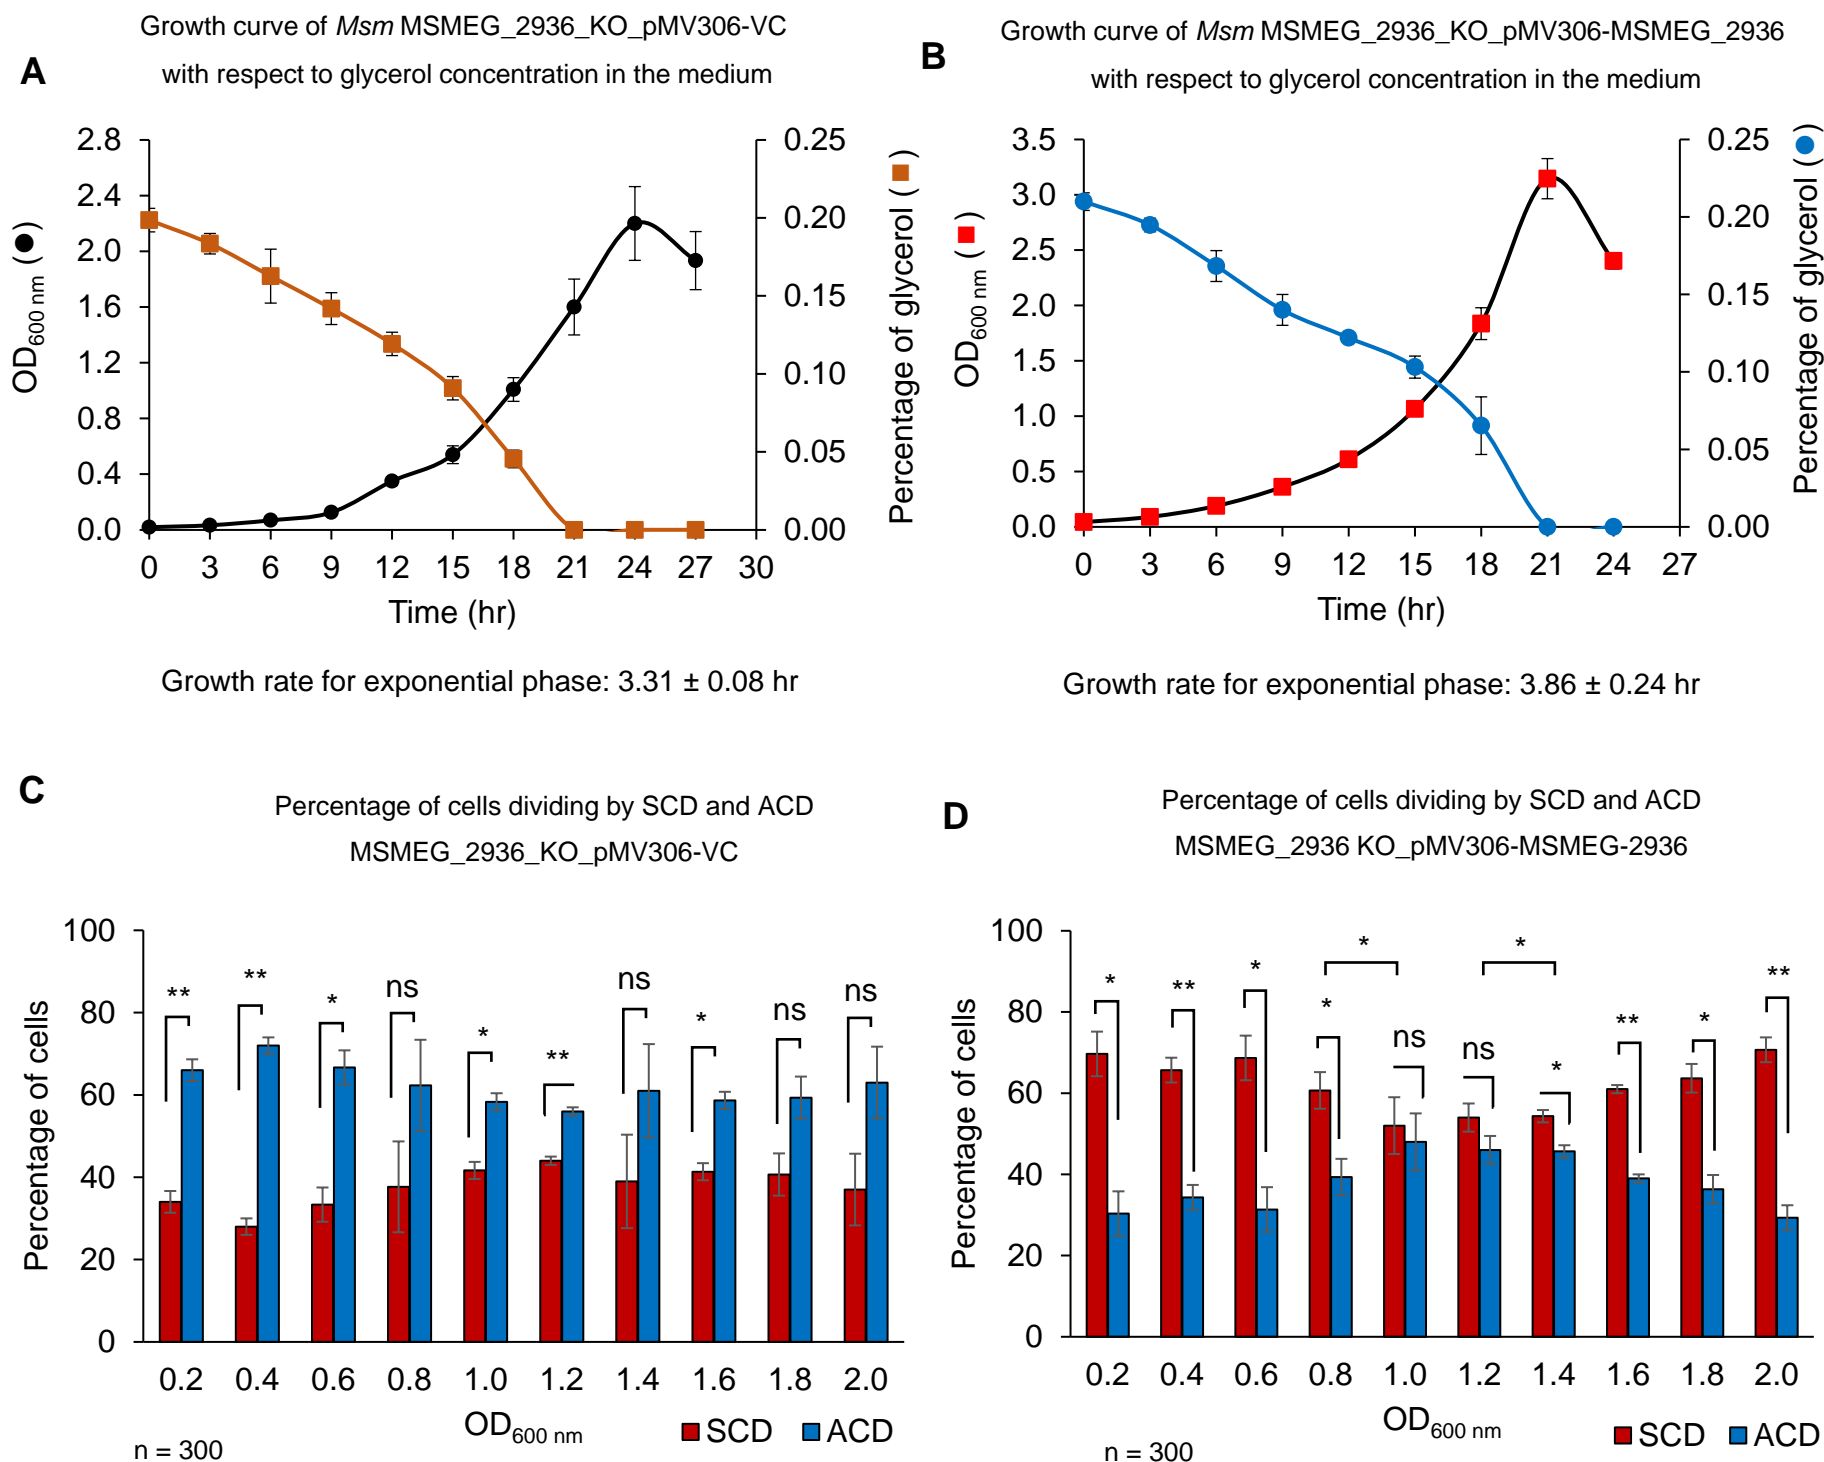 A
Growth curve of Msm MSMEG_2936_KO_pMV306-VC
with respect to glycerol concentration in the medium
2.8
2.4
2.0
1.6
1.2
0.8
0.4
0.0
OD600 nm (●)
0.25
0.20
0.15
0.10
0.05
0.00
Percentage of glycerol (■)
0 3 6 9 12 15 18 21 24 27 30
Time (hr)
Growth rate for exponential phase: 3.31 ± 0.08 hr
B
Growth curve of Msm MSMEG_2936_KO_pMV306-MSMEG_2936
with respect to glycerol concentration in the medium
3.5
3.0
2.5
2.0
1.5
1.0
0.5
0.0
OD600 nm (■)
0.25
0.20
0.15
0.10
0.05
0.00
Percentage of glycerol (●)
0 3 6 9 12 15 18 21 24 27
Time (hr)
Growth rate for exponential phase: 3.86 ± 0.24 hr
C
Percentage of cells dividing by SCD and ACD
MSMEG_2936_KO_pMV306-VC
100
80
60
40
20
0
Percentage of cells
** ** * ns * ** ns * ns ns
0.2 0.4 0.6 0.8 1.0 1.2 1.4 1.6 1.8 2.0
OD600 nm
SCD ACD
n = 300
D
Percentage of cells dividing by SCD and ACD
MSMEG_2936 KO_pMV306-MSMEG-2936
100
80
60
40
20
0
Percentage of cells
* *
* ** * * ns ns * ** * **
0.2 0.4 0.6 0.8 1.0 1.2 1.4 1.6 1.8 2.0
OD600 nm
SCD ACD
n = 300